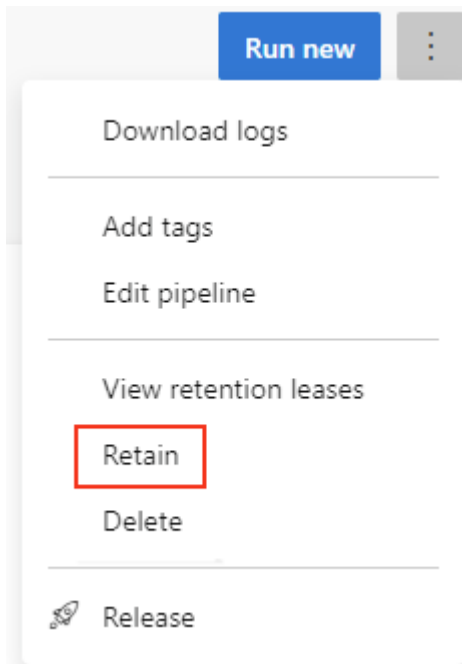 Run new
Download logs
Add tags
Edit pipeline
View retention leases
Retain
Delete
Release